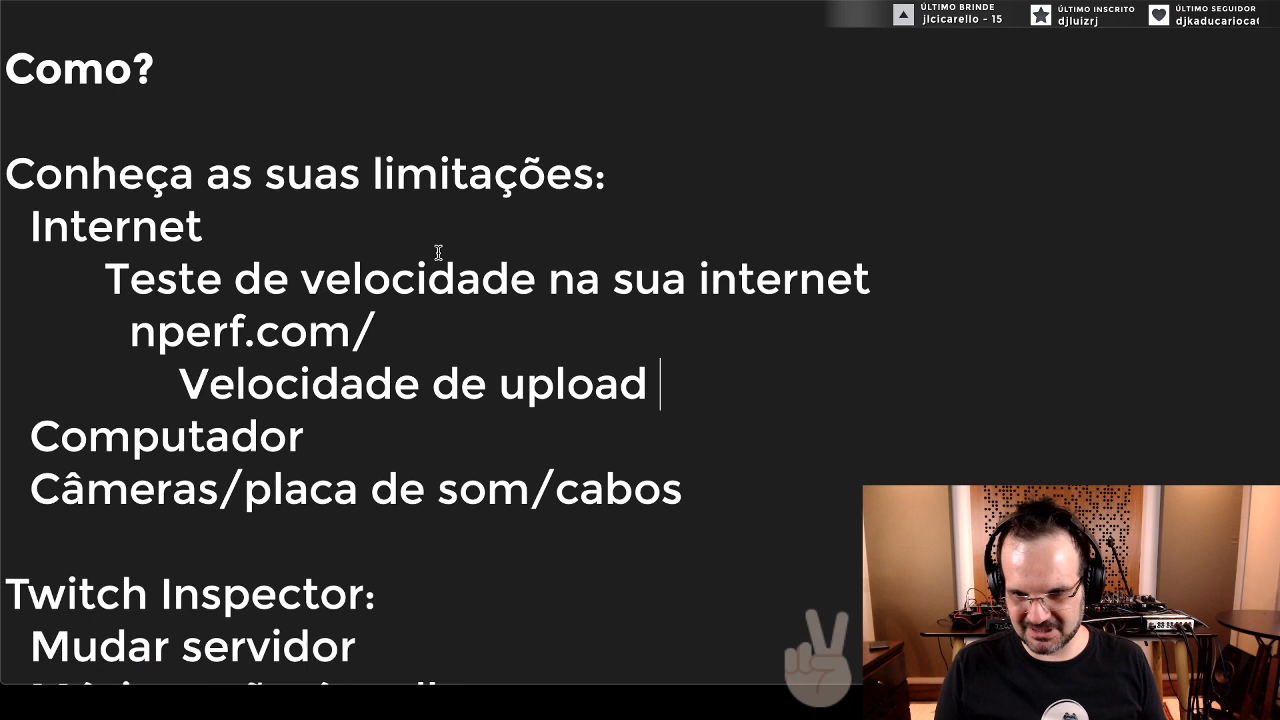 ÚLTIMO BRINDE
jlcicarello - 15
ÚLTIMO INSCRITO
djluizrj
ÚLTIMO SEGUIDOR
djkaducariocat
Como?
Conheça as suas limitações:
Internet
Teste de velocidade na sua internet
nperf.com/
Velocidade de upload
Computador
Câmeras/placa de som/cabos
Twitch Inspector:
Mudar servidor